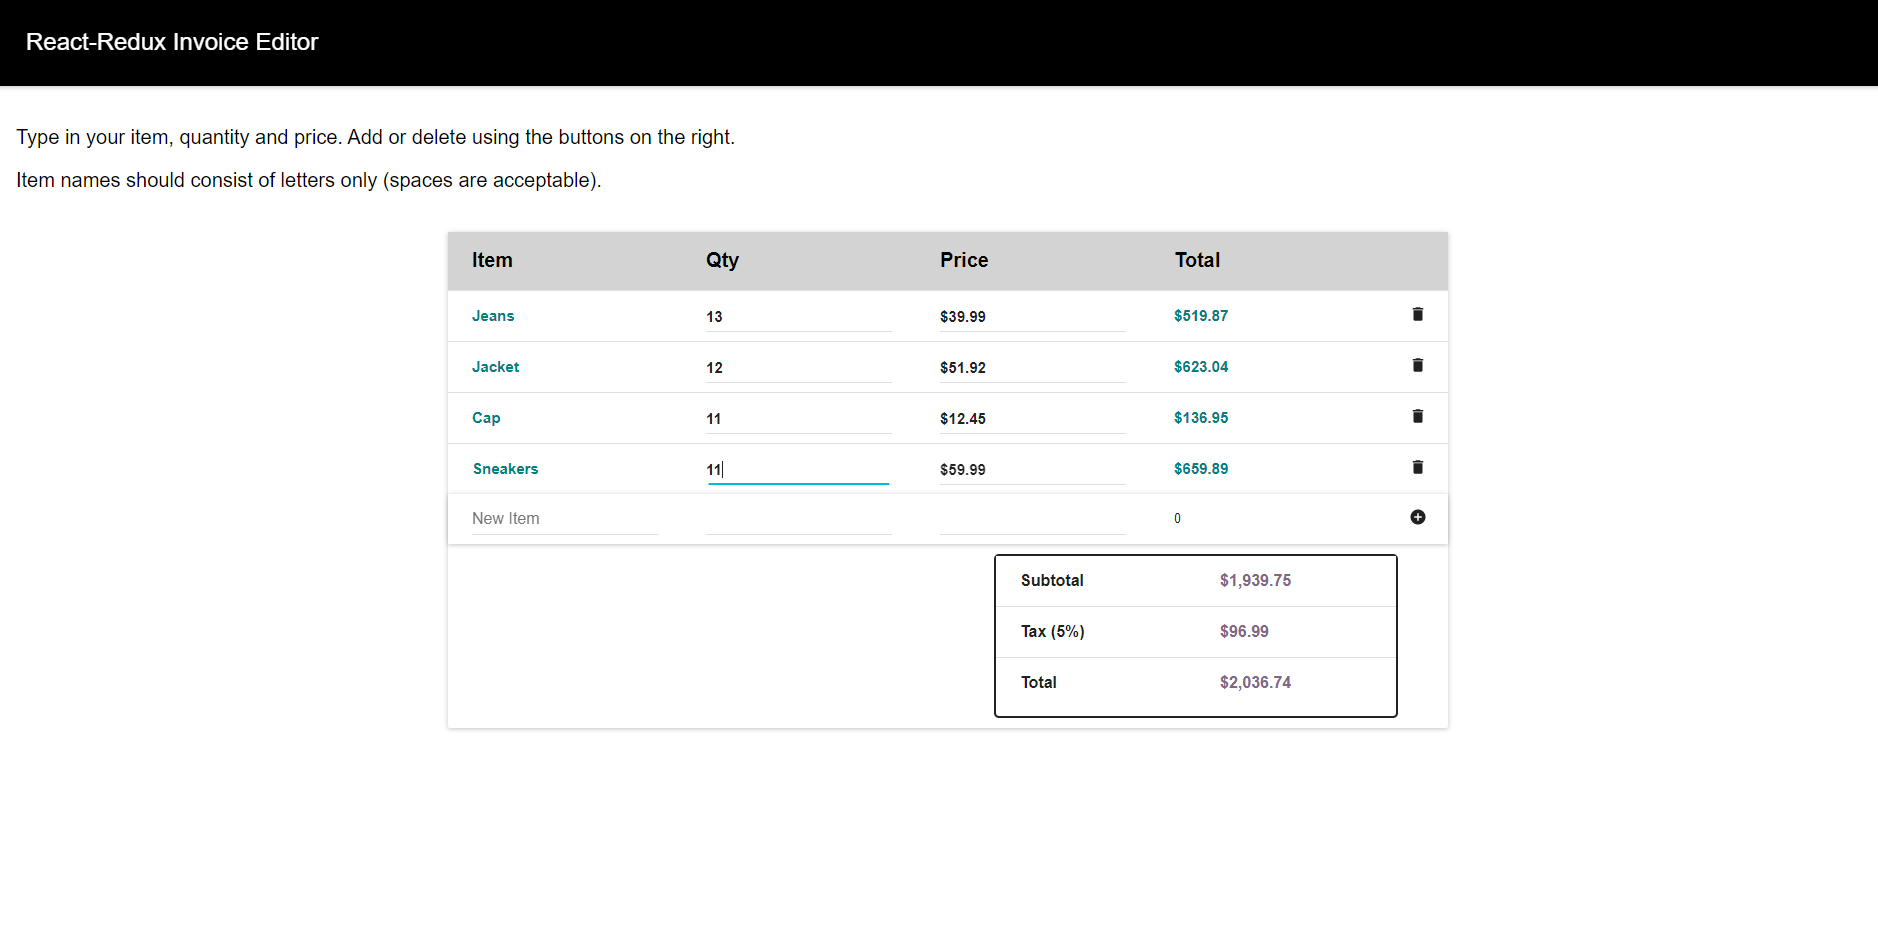 React-Redux Invoice Editor
Type in your item, quantity and price. Add or delete using the buttons on the right.
Item names should consist of letters only (spaces are acceptable).
Item Qty Price Total
Jeans 13 $39.99 $519.87
Jacket 12 $51.92 $623.04
Cap 11 $12.45 $136.95
Sneakers 11 $59.99 $659.89
New Item 0
Subtotal $1,939.75
Tax (5%) $96.99
Total $2,036.74